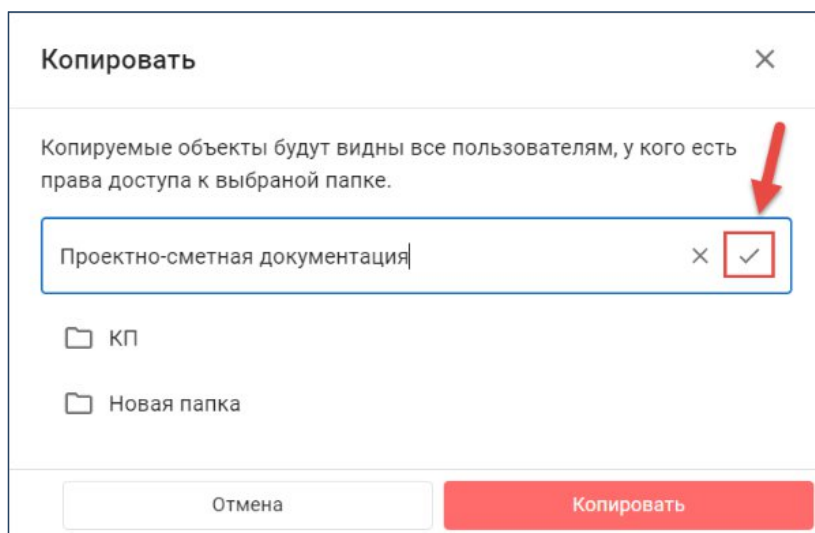 Копировать
Копируемые объекты будут видны все пользователям, у кого есть
права доступа к выбраной папке.
Проектно-сметная документация
КП
Новая папка
Отмена
Копировать